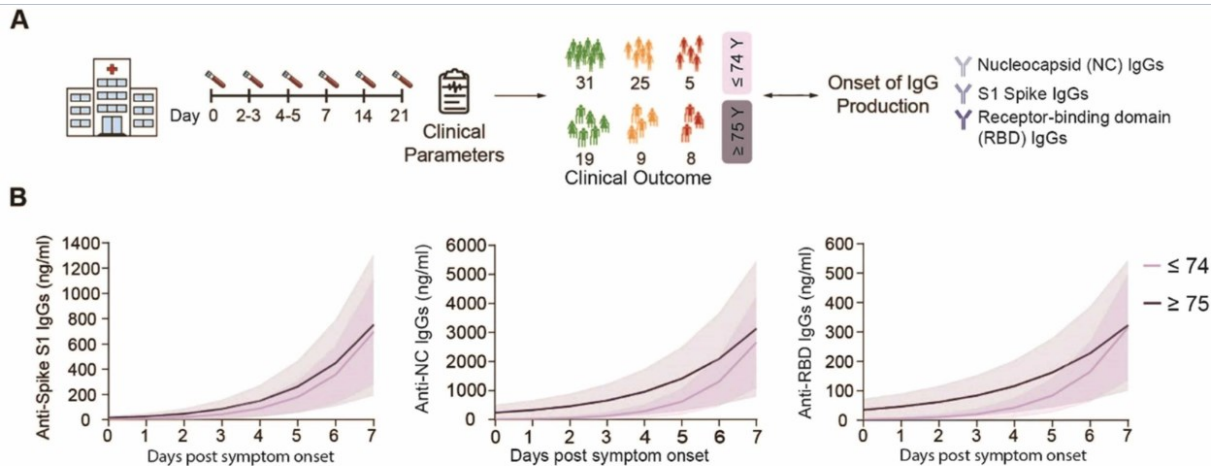 A
Day 0 2-3 4-5 7 14 21
Clinical
Parameters
31 25 5
≤ 74 Y
19 9 8
≥ 75 Y
Clinical Outcome
Onset of IgG
Production
Nucleocapsid (NC) IgGs
S1 Spike IgGs
Receptor-binding domain
(RBD) IgGs
B
Anti-Spike S1 IgGs (ng/ml)
1400
1200
1000
800
600
400
200
0
0 1 2 3 4 5 6 7
Days post symptom onset
Anti-NC IgGs (ng/ml)
6000
5000
4000
3000
2000
1000
0
0 1 2 3 4 5 6 7
Days post symptom onset
Anti-RBD IgGs (ng/ml)
600
500
400
300
200
100
0
0 1 2 3 4 5 6 7
Days post symptom onset
≤ 74
≥ 75